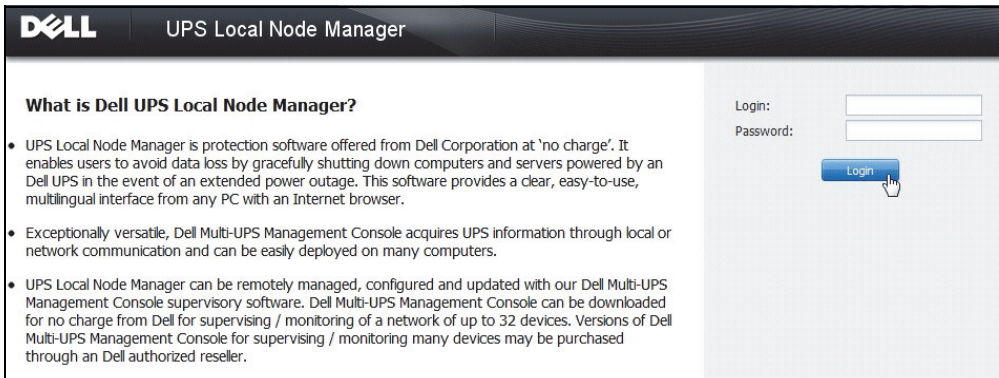 DELL UPS Local Node Manager
What is Dell UPS Local Node Manager?
• UPS Local Node Manager is protection software offered from Dell Corporation at ‘no charge’. It
enables users to avoid data loss by gracefully shutting down computers and servers powered by an
Dell UPS in the event of an extended power outage. This software provides a clear, easy-to-use,
multilingual interface from any PC with an Internet browser.
• Exceptionally versatile, Dell Multi-UPS Management Console acquires UPS information through local or
network communication and can be easily deployed on many computers.
• UPS Local Node Manager can be remotely managed, configured and updated with our Dell Multi-UPS
Management Console supervisory software. Dell Multi-UPS Management Console can be downloaded
for no charge from Dell for supervising / monitoring of a network of up to 32 devices. Versions of Dell
Multi-UPS Management Console for supervising / monitoring many devices may be purchased
through an Dell authorized reseller.
Login:
Password:
Login